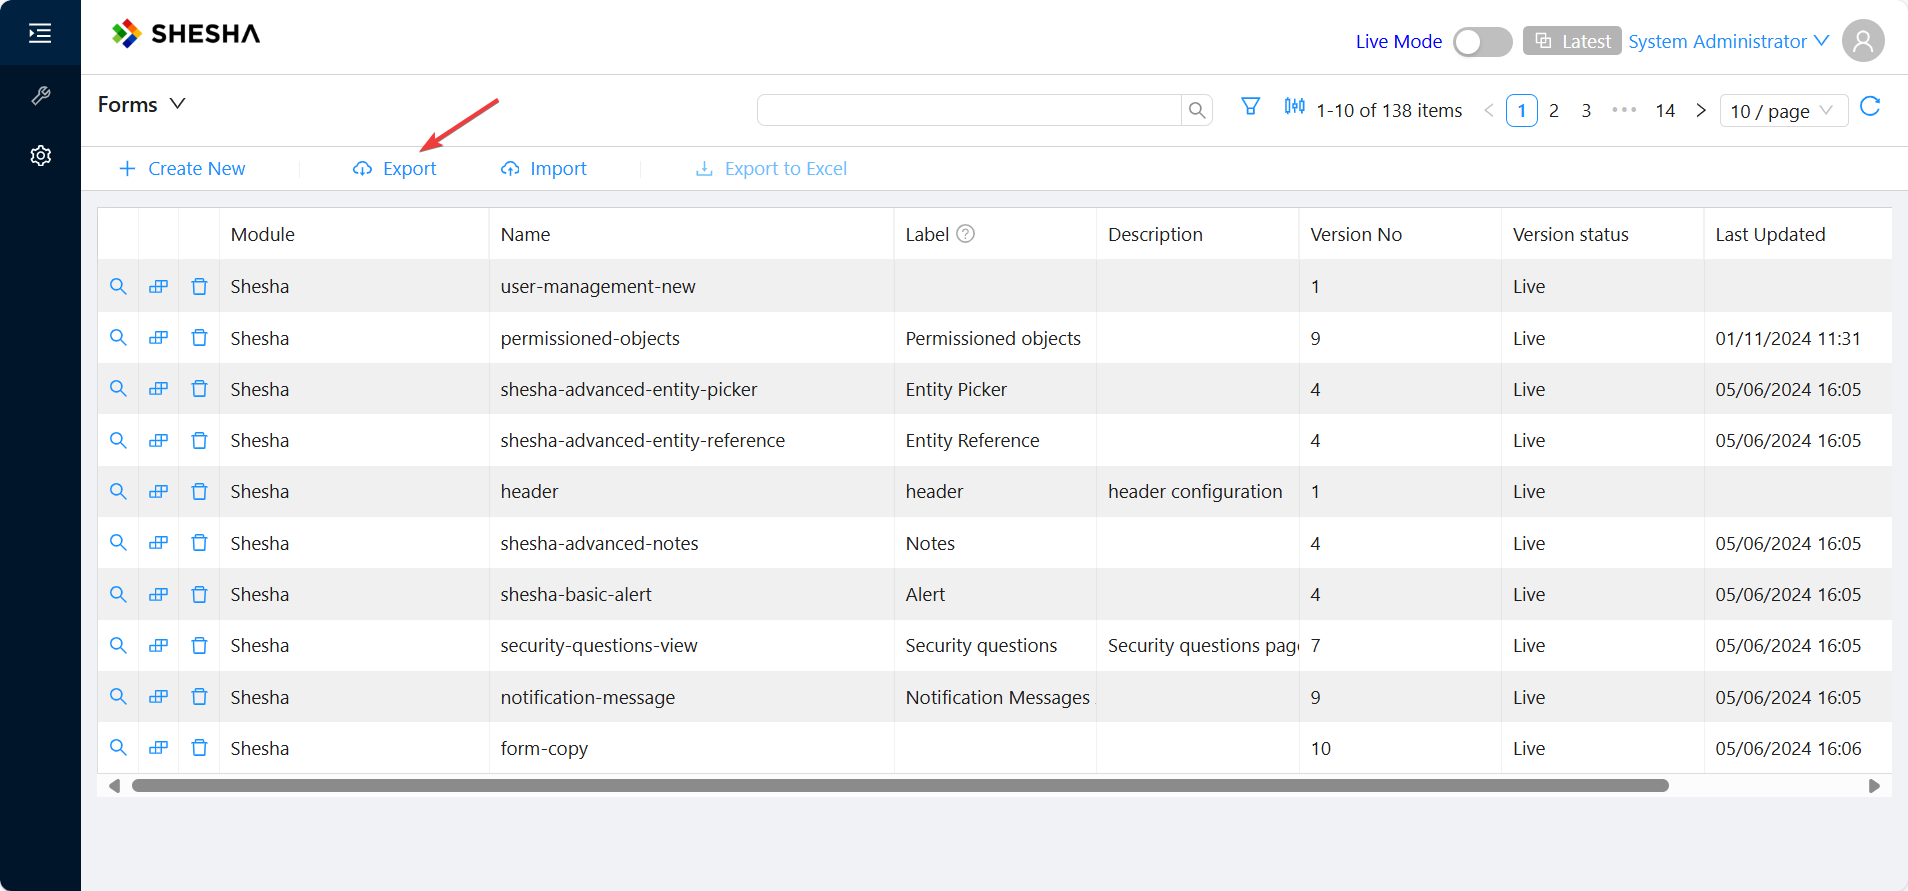 SHESHA
Live Mode Latest System Administrator
Forms
1-10 of 138 items 1 2 3 ••• 14 10 / page
Create New Export Import Export to Excel
Module Name Label Description Version No Version status Last Updated
Shesha user-management-new 1 Live
Shesha permissioned-objects Permissioned objects 9 Live 01/11/2024 11:31
Shesha shesha-advanced-entity-picker Entity Picker 4 Live 05/06/2024 16:05
Shesha shesha-advanced-entity-reference Entity Reference 4 Live 05/06/2024 16:05
Shesha header header header configuration 1 Live
Shesha shesha-advanced-notes Notes 4 Live 05/06/2024 16:05
Shesha shesha-basic-alert Alert 4 Live 05/06/2024 16:05
Shesha security-questions-view Security questions Security questions page 7 Live 05/06/2024 16:05
Shesha notification-message Notification Messages 9 Live 05/06/2024 16:05
Shesha form-copy 10 Live 05/06/2024 16:06